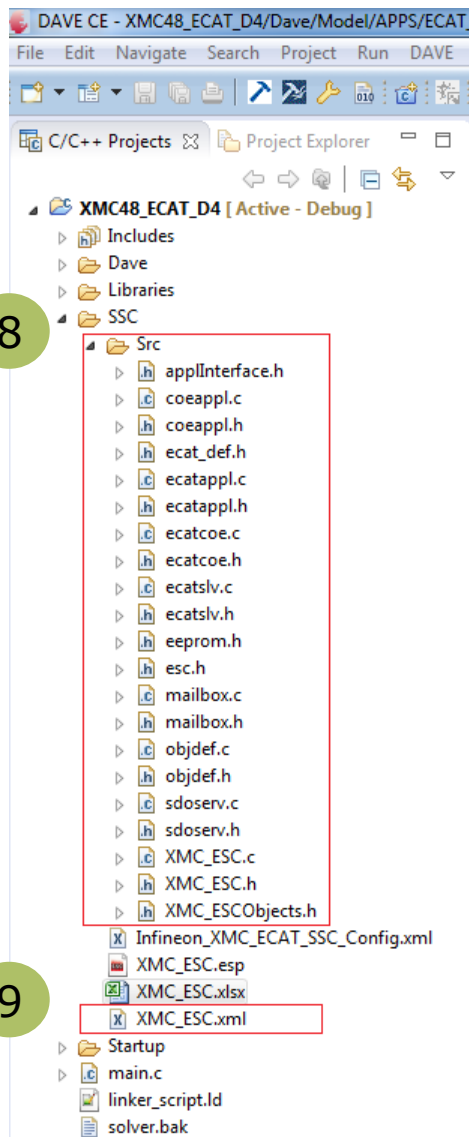 DAVE CE - XMC48_ECAT_D4/Dave/Model/APPS/ECAT_
File Edit Navigate Search Project Run DAVE
C/C++ Projects Project Explorer
XMC48_ECAT_D4 [ Active - Debug ]
Includes
Dave
Libraries
8
SSC
Src
applInterface.h
coeappl.c
coeappl.h
ecat_def.h
ecatappl.c
ecatappl.h
ecatcoe.c
ecatcoe.h
ecatslv.c
ecatslv.h
eeprom.h
esc.h
mailbox.c
mailbox.h
objdef.c
objdef.h
sdoserv.c
sdoserv.h
XMC_ESC.c
XMC_ESC.h
XMC_ESCObjects.h
Infineon_XMC_ECAT_SSC_Config.xml
XMC_ESC.esp
9
XMC_ESC.xlsx
XMC_ESC.xml
Startup
main.c
linker_script.ld
solver.bak